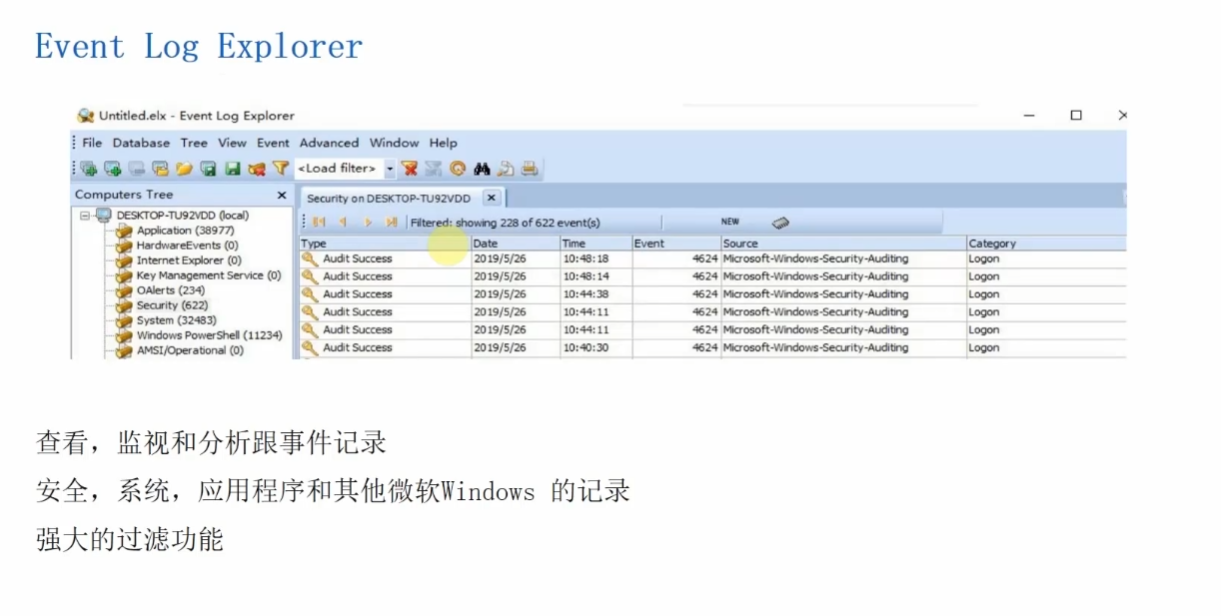 Event Log Explorer
Untitled.elx - Event Log Explorer
File Database Tree View Event Advanced Window Help
<Load filter>
Computers Tree
Security on DESKTOP-TU92VDD
DESKTOP-TU92VDD (local)
Application (38977)
HardwareEvents (0)
Internet Explorer (0)
Key Management Service (0)
OAlerts (234)
Security (622)
System (32483)
Windows PowerShell (11234)
AMSI/Operational (0)
Filtered: showing 228 of 622 event(s) NEW
Type Date Time Event Source Category
Audit Success 2019/5/26 10:48:18 4624 Microsoft-Windows-Security-Auditing Logon
Audit Success 2019/5/26 10:48:14 4624 Microsoft-Windows-Security-Auditing Logon
Audit Success 2019/5/26 10:44:38 4624 Microsoft-Windows-Security-Auditing Logon
Audit Success 2019/5/26 10:44:11 4624 Microsoft-Windows-Security-Auditing Logon
Audit Success 2019/5/26 10:44:11 4624 Microsoft-Windows-Security-Auditing Logon
Audit Success 2019/5/26 10:40:30 4624 Microsoft-Windows-Security-Auditing Logon
查看，监视和分析跟事件记录
安全，系统，应用程序和其他微软Windows 的记录
强大的过滤功能